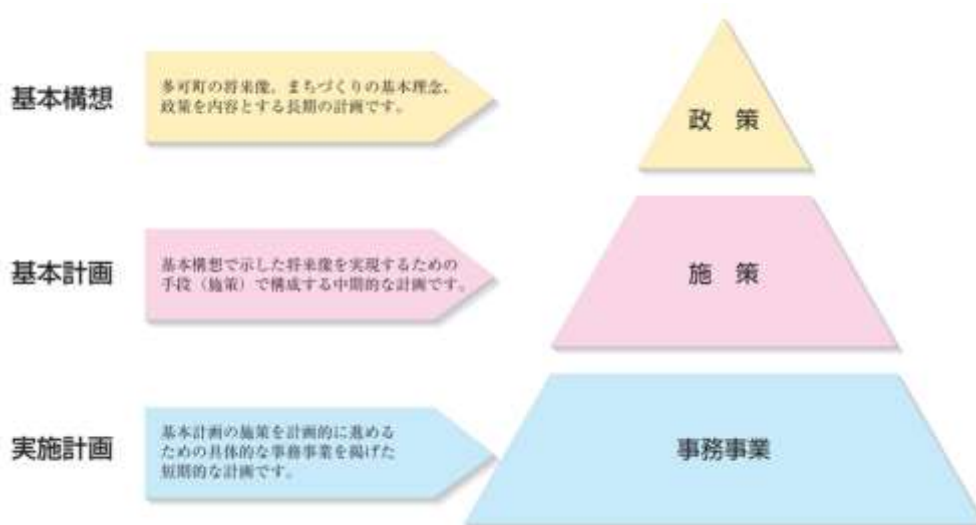 基本構想
多可町の将来像、まちづくりの基本理念、
政策を内容とする長期の計画です。
政 策
基本計画
基本構想で示した将来像を実現するための
手段（施策）で構成する中期的な計画です。
施 策
実施計画
基本計画の施策を計画的に進める
ための具体的な事務事業を掲げた
短期的な計画です。
事務事業